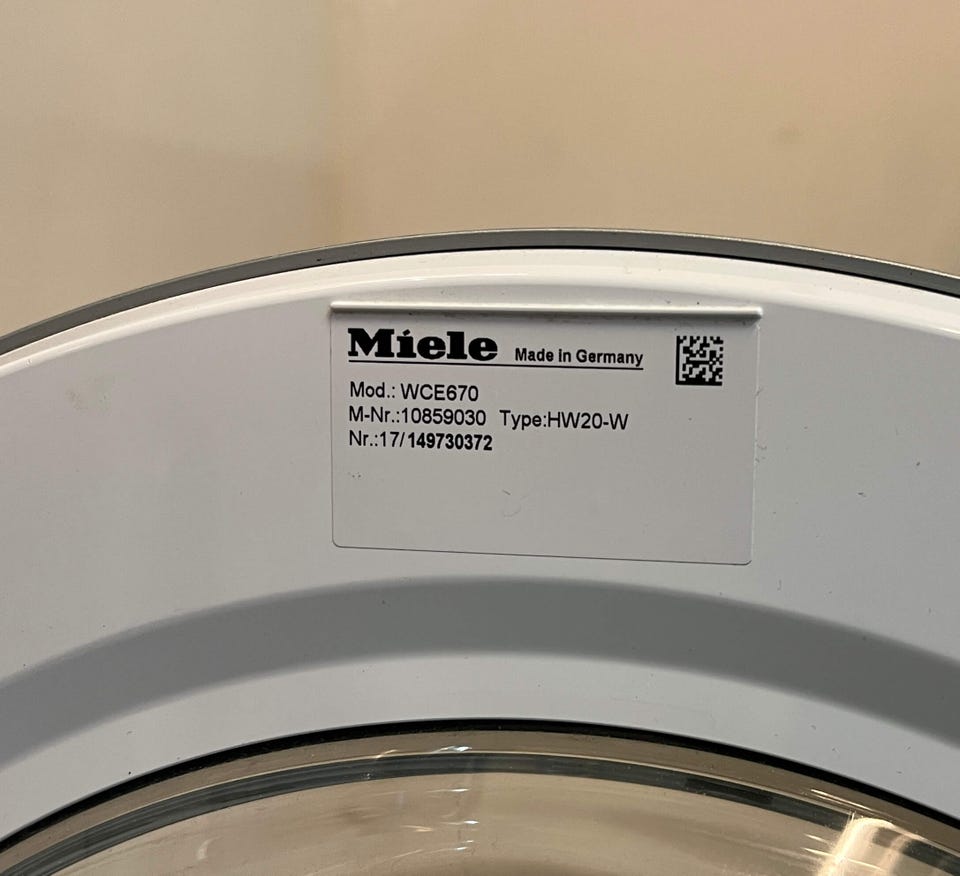 Miele Made in Germany
Mod.: WCE670
M-Nr.:10859030 Type:HW20-W
Nr.:17/149730372